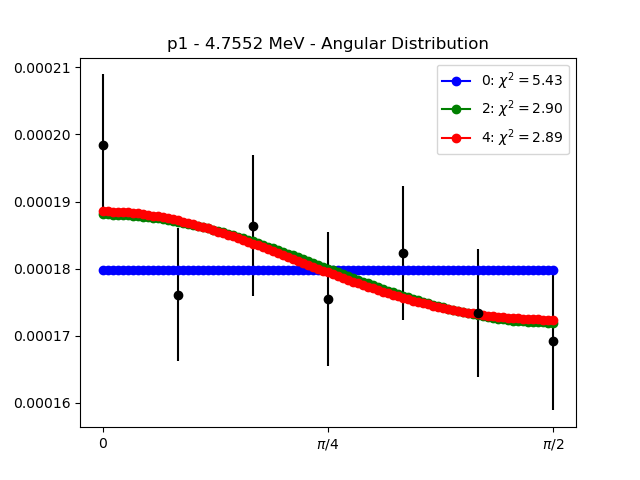 p1 - 4.7552 MeV - Angular Distribution
0.00021
0.00020
0.00019
0.00018
0.00017
0.00016
0: χ² = 5.43
2: χ² = 2.90
4: χ² = 2.89
0
π/4
π/2